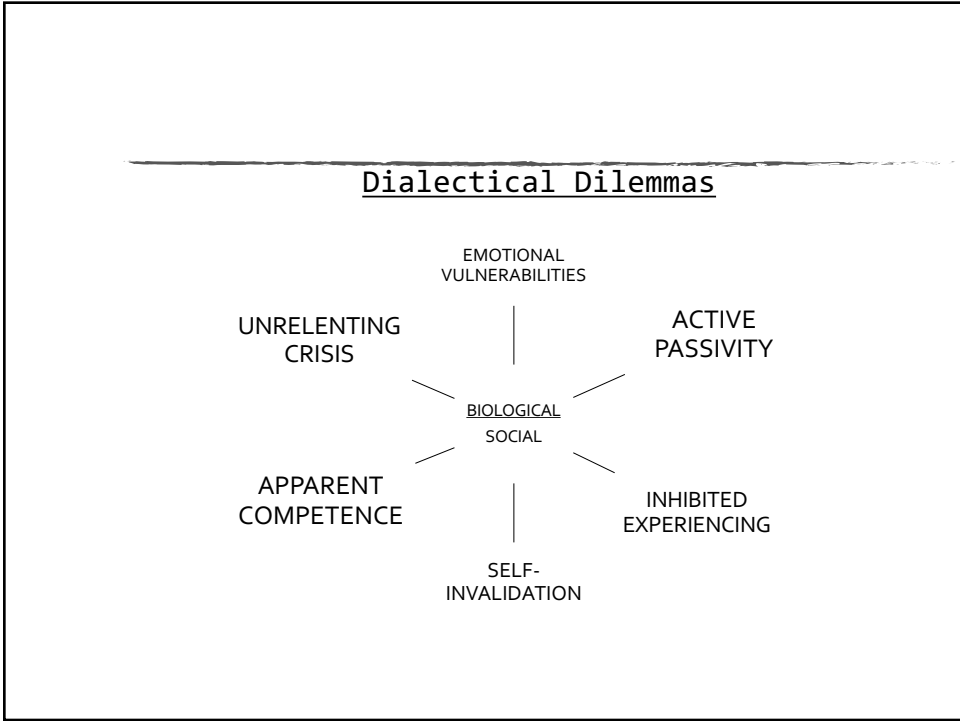 Dialectical Dilemmas
EMOTIONAL
VULNERABILITIES
UNRELENTING
CRISIS
ACTIVE
PASSIVITY
BIOLOGICAL
SOCIAL
APPARENT
COMPETENCE
INHIBITED
EXPERIENCING
SELF-
INVALIDATION